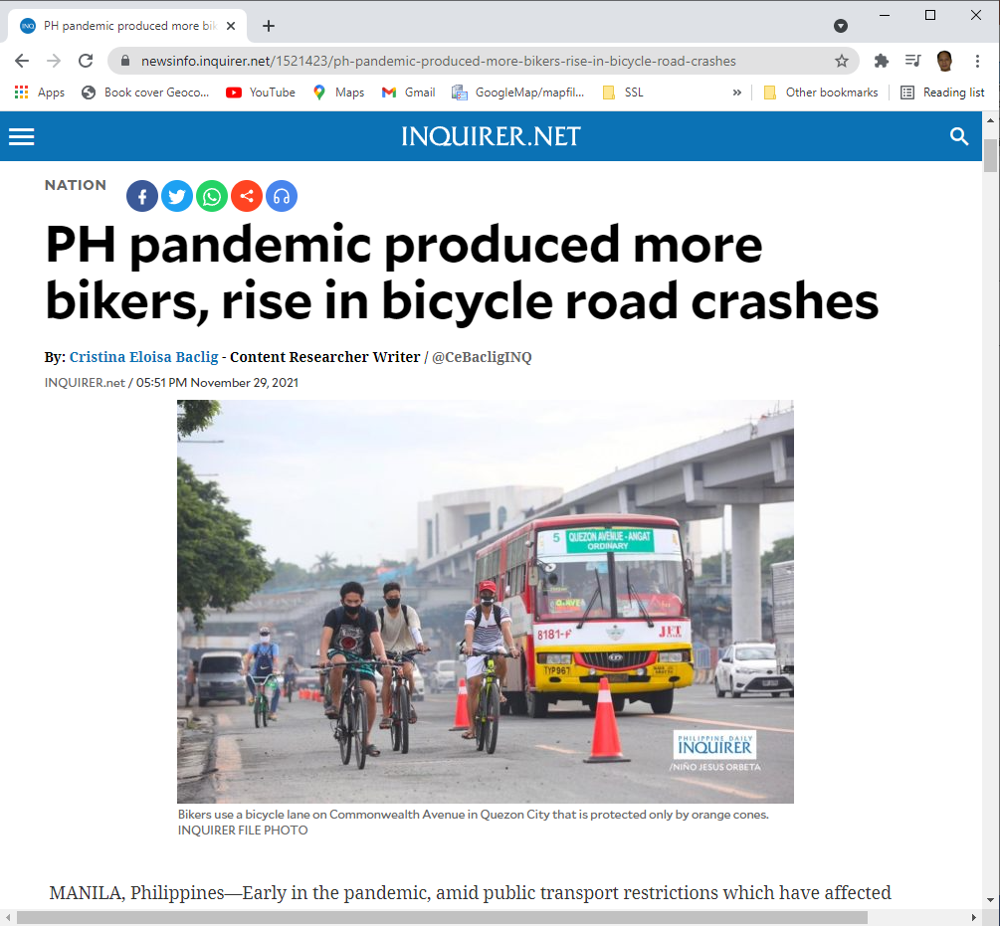 INQ PH pandemic produced more bik
newsinfo.inquirer.net/1521423/ph-pandemic-produced-more-bikers-rise-in-bicycle-road-crashes
Apps Book cover Geoco... YouTube Maps Gmail GoogleMap/mapfil... SSL » Other bookmarks Reading list
INQUIRER.NET
NATION
PH pandemic produced more
bikers, rise in bicycle road crashes
By: Cristina Eloisa Baclig - Content Researcher Writer / @CeBacligINQ
INQUIRER.net / 05:51 PM November 29, 2021
5 QUEZON AVENUE - ANGAT
ORDINARY
8181-F
JFT
TYP967
PHILIPPINE DAILY
INQUIRER
/NIÑO JESUS ORBETA
Bikers use a bicycle lane on Commonwealth Avenue in Quezon City that is protected only by orange cones.
INQUIRER FILE PHOTO
MANILA, Philippines—Early in the pandemic, amid public transport restrictions which have affected